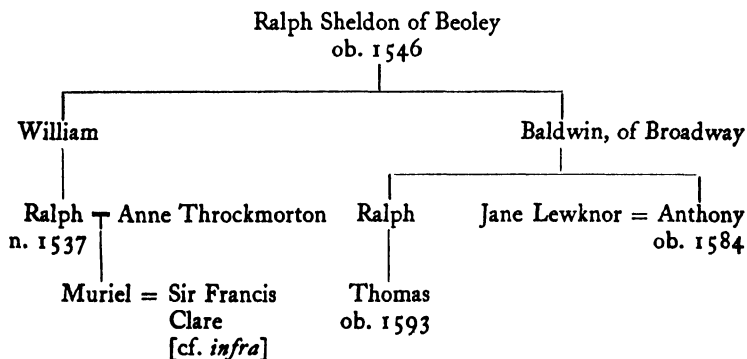 Ralph Sheldon of Beoley
ob. 1546
William
Baldwin, of Broadway
Ralph
Anne Throckmorton
Ralph
Jane Lewknor = Anthony
n. 1537
ob. 1584
Muriel = Sir Francis
Thomas
Clare
ob. 1593
[cf. infra]